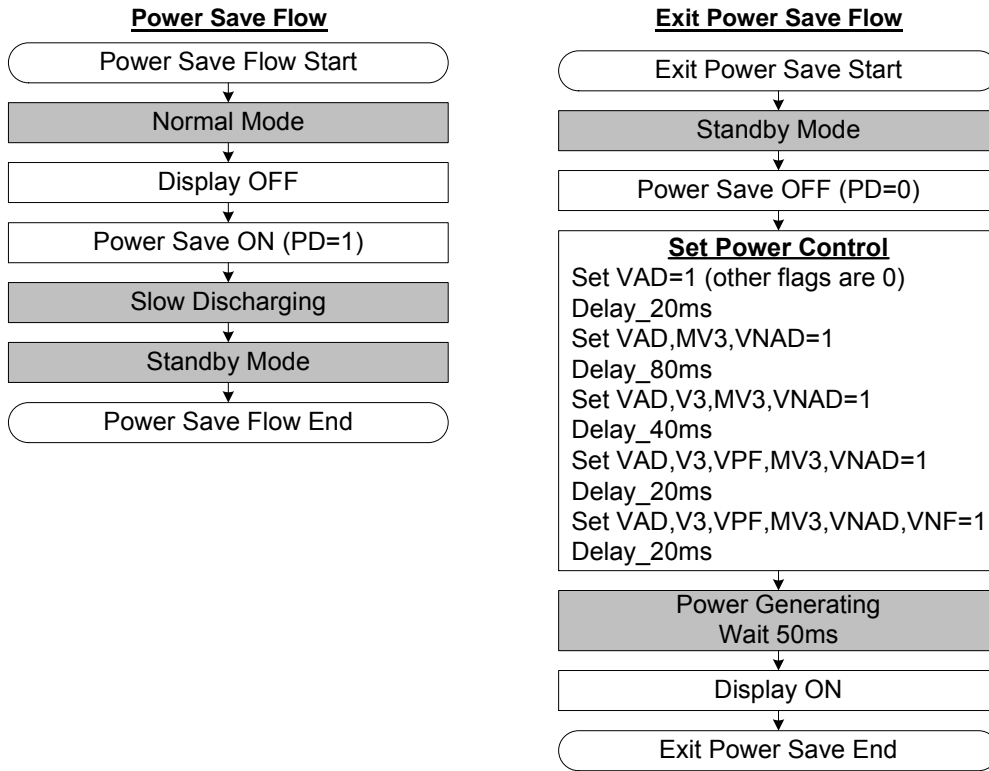 Power Save Flow
Power Save Flow Start
Normal Mode
Display OFF
Power Save ON (PD=1)
Slow Discharging
Standby Mode
Power Save Flow End
Exit Power Save Flow
Exit Power Save Start
Standby Mode
Power Save OFF (PD=0)
Set Power Control
Set VAD=1 (other flags are 0)
Delay_20ms
Set VAD,MV3,VNAD=1
Delay_80ms
Set VAD,V3,MV3,VNAD=1
Delay_40ms
Set VAD,V3,VPF,MV3,VNAD=1
Delay_20ms
Set VAD,V3,VPF,MV3,VNAD,VNF=1
Delay_20ms
Power Generating
Wait 50ms
Display ON
Exit Power Save End